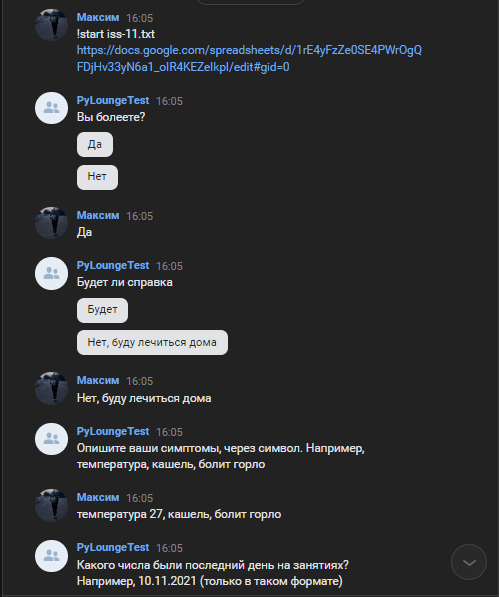 Максим 16:05
!start iss-11.txt
https://docs.google.com/spreadsheets/d/1rE4yFzZe0SE4PWrOgQ
FDjHv33yN6a1_olR4KEZeIkpI/edit#gid=0
PyLoungeTest 16:05
Вы болеете?
Да
Нет
Максим 16:05
Да
PyLoungeTest 16:05
Будет ли справка
Будет
Нет, буду лечиться дома
Максим 16:05
Нет, буду лечиться дома
PyLoungeTest 16:05
Опишите ваши симптомы, через символ. Например,
температура, кашель, болит горло
Максим 16:05
температура 27, кашель, болит горло
PyLoungeTest 16:05
Какого числа были последний день на занятиях?
Например, 10.11.2021 (только в таком формате)